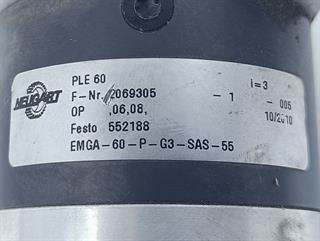 NEUGART
PLE 60 i=3
F-Nr. 2069305 - 1 - 005
OP ,06,08, 10/2010
Festo 552188
EMGA-60-P-G3-SAS-55